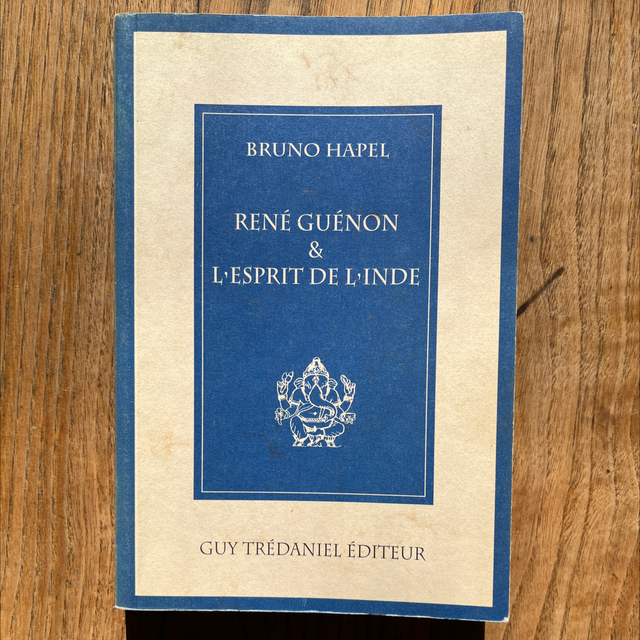 BRUNO HAPEL
RENÉ GUÉNON
&
L'ESPRIT DE L'INDE
GUY TRÉDANIEL ÉDITEUR